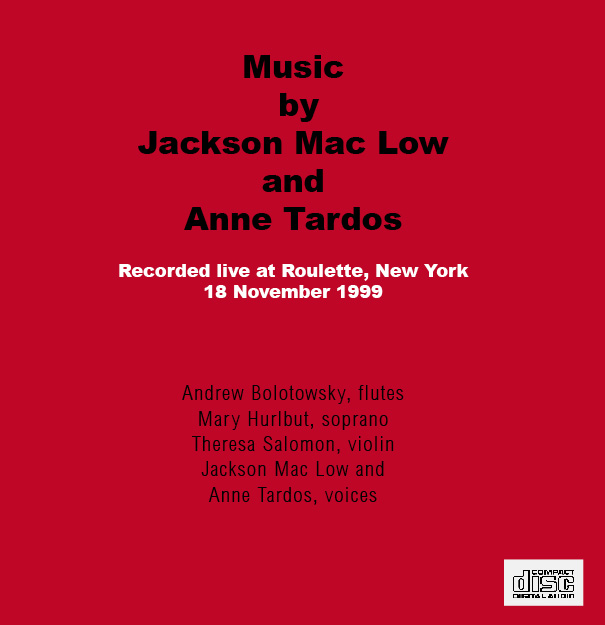 Music
by
Jackson Mac Low
and
Anne Tardos
Recorded live at Roulette, New York
18 November 1999
Andrew Bolotowsky, flutes
Mary Hurlbut, soprano
Theresa Salomon, violin
Jackson Mac Low and
Anne Tardos, voices
COMPACT
disc
DIGITAL AUDIO